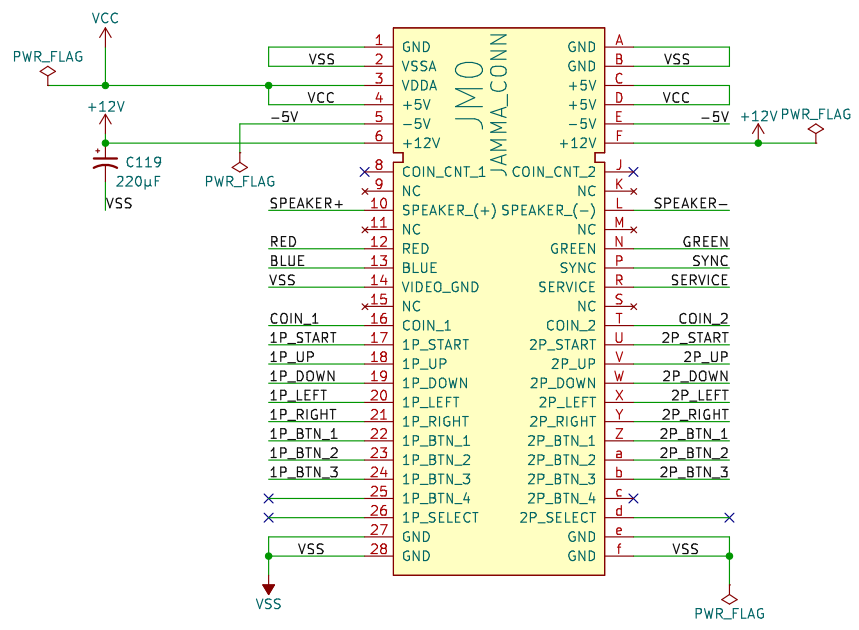 VCC
PWR_FLAG
1 GND GND A
VSS 2 VSSA GND B VSS
3 VDDA +5V C
VCC 4 +5V +5V D VCC
+12V -5V 5 -5V -5V E -5V +12V PWR_FLAG
6 +12V +12V F
JMO
JAMMA_CONN
+ C119
220µF
VSS
PWR_FLAG
8 COIN_CNT_1 COIN_CNT_2 J
9 NC NC K
SPEAKER+ 10 SPEAKER_(+) SPEAKER_(-) L SPEAKER-
11 NC NC M
RED 12 RED GREEN N GREEN
BLUE 13 BLUE SYNC P SYNC
VSS 14 VIDEO_GND SERVICE R SERVICE
15 NC NC S
COIN_1 16 COIN_1 COIN_2 T COIN_2
1P_START 17 1P_START 2P_START U 2P_START
1P_UP 18 1P_UP 2P_UP V 2P_UP
1P_DOWN 19 1P_DOWN 2P_DOWN W 2P_DOWN
1P_LEFT 20 1P_LEFT 2P_LEFT X 2P_LEFT
1P_RIGHT 21 1P_RIGHT 2P_RIGHT Y 2P_RIGHT
1P_BTN_1 22 1P_BTN_1 2P_BTN_1 Z 2P_BTN_1
1P_BTN_2 23 1P_BTN_2 2P_BTN_2 a 2P_BTN_2
1P_BTN_3 24 1P_BTN_3 2P_BTN_3 b 2P_BTN_3
25 1P_BTN_4 2P_BTN_4 c
26 1P_SELECT 2P_SELECT d
27 GND GND e
VSS 28 GND GND f VSS
VSS
PWR_FLAG